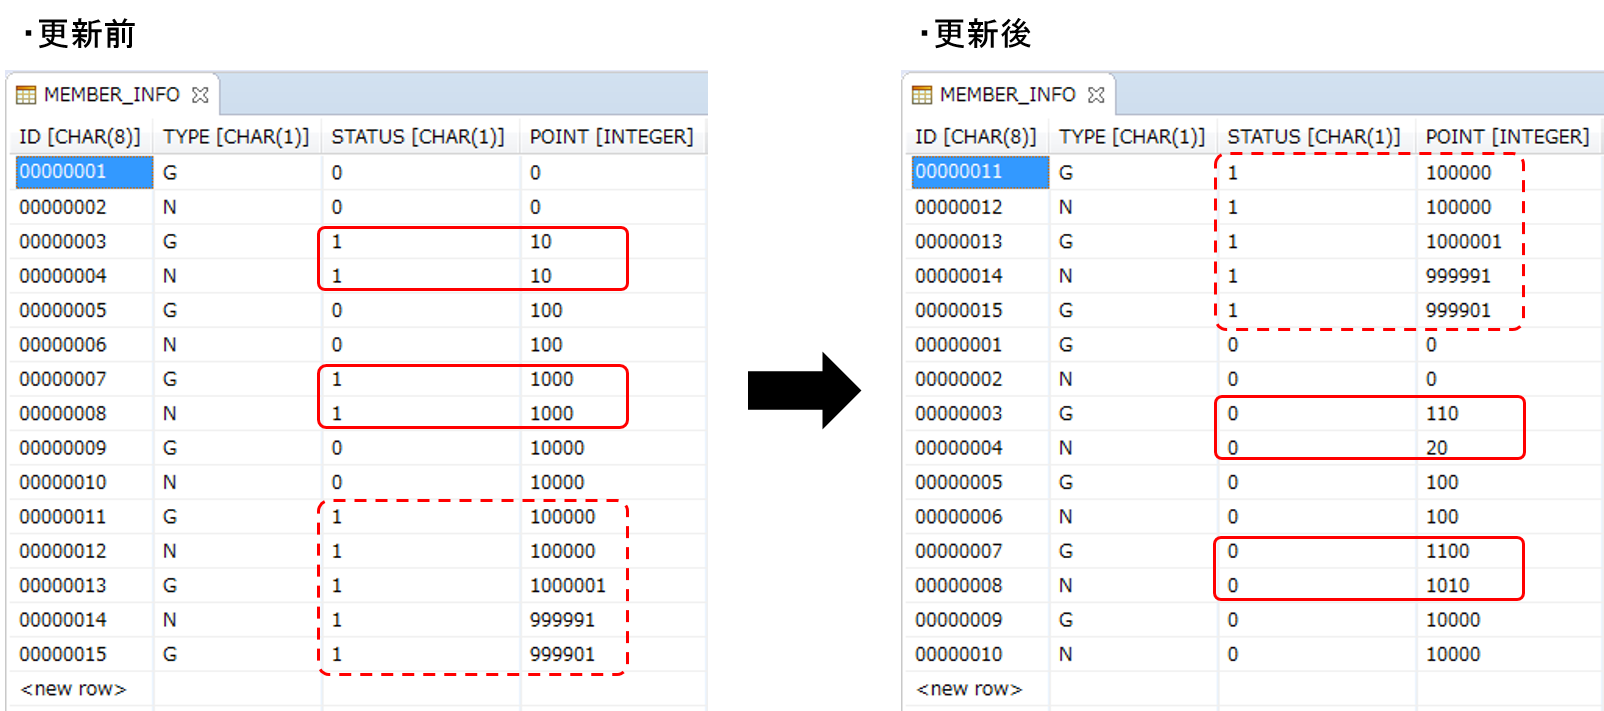 ・更新前
MEMBER_INFO
ID [CHAR(8)] TYPE [CHAR(1)] STATUS [CHAR(1)] POINT [INTEGER]
00000001 G 0 0
00000002 N 0 0
00000003 G 1 10
00000004 N 1 10
00000005 G 0 100
00000006 N 0 100
00000007 G 1 1000
00000008 N 1 1000
00000009 G 0 10000
00000010 N 0 10000
00000011 G 1 100000
00000012 N 1 100000
00000013 G 1 1000001
00000014 N 1 999991
00000015 G 1 999901
<new row>
・更新後
MEMBER_INFO
ID [CHAR(8)] TYPE [CHAR(1)] STATUS [CHAR(1)] POINT [INTEGER]
00000011 G 1 100000
00000012 N 1 100000
00000013 G 1 1000001
00000014 N 1 999991
00000015 G 1 999901
00000001 G 0 0
00000002 N 0 0
00000003 G 0 110
00000004 N 0 20
00000005 G 0 100
00000006 N 0 100
00000007 G 0 1100
00000008 N 0 1010
00000009 G 0 10000
00000010 N 0 10000
<new row>